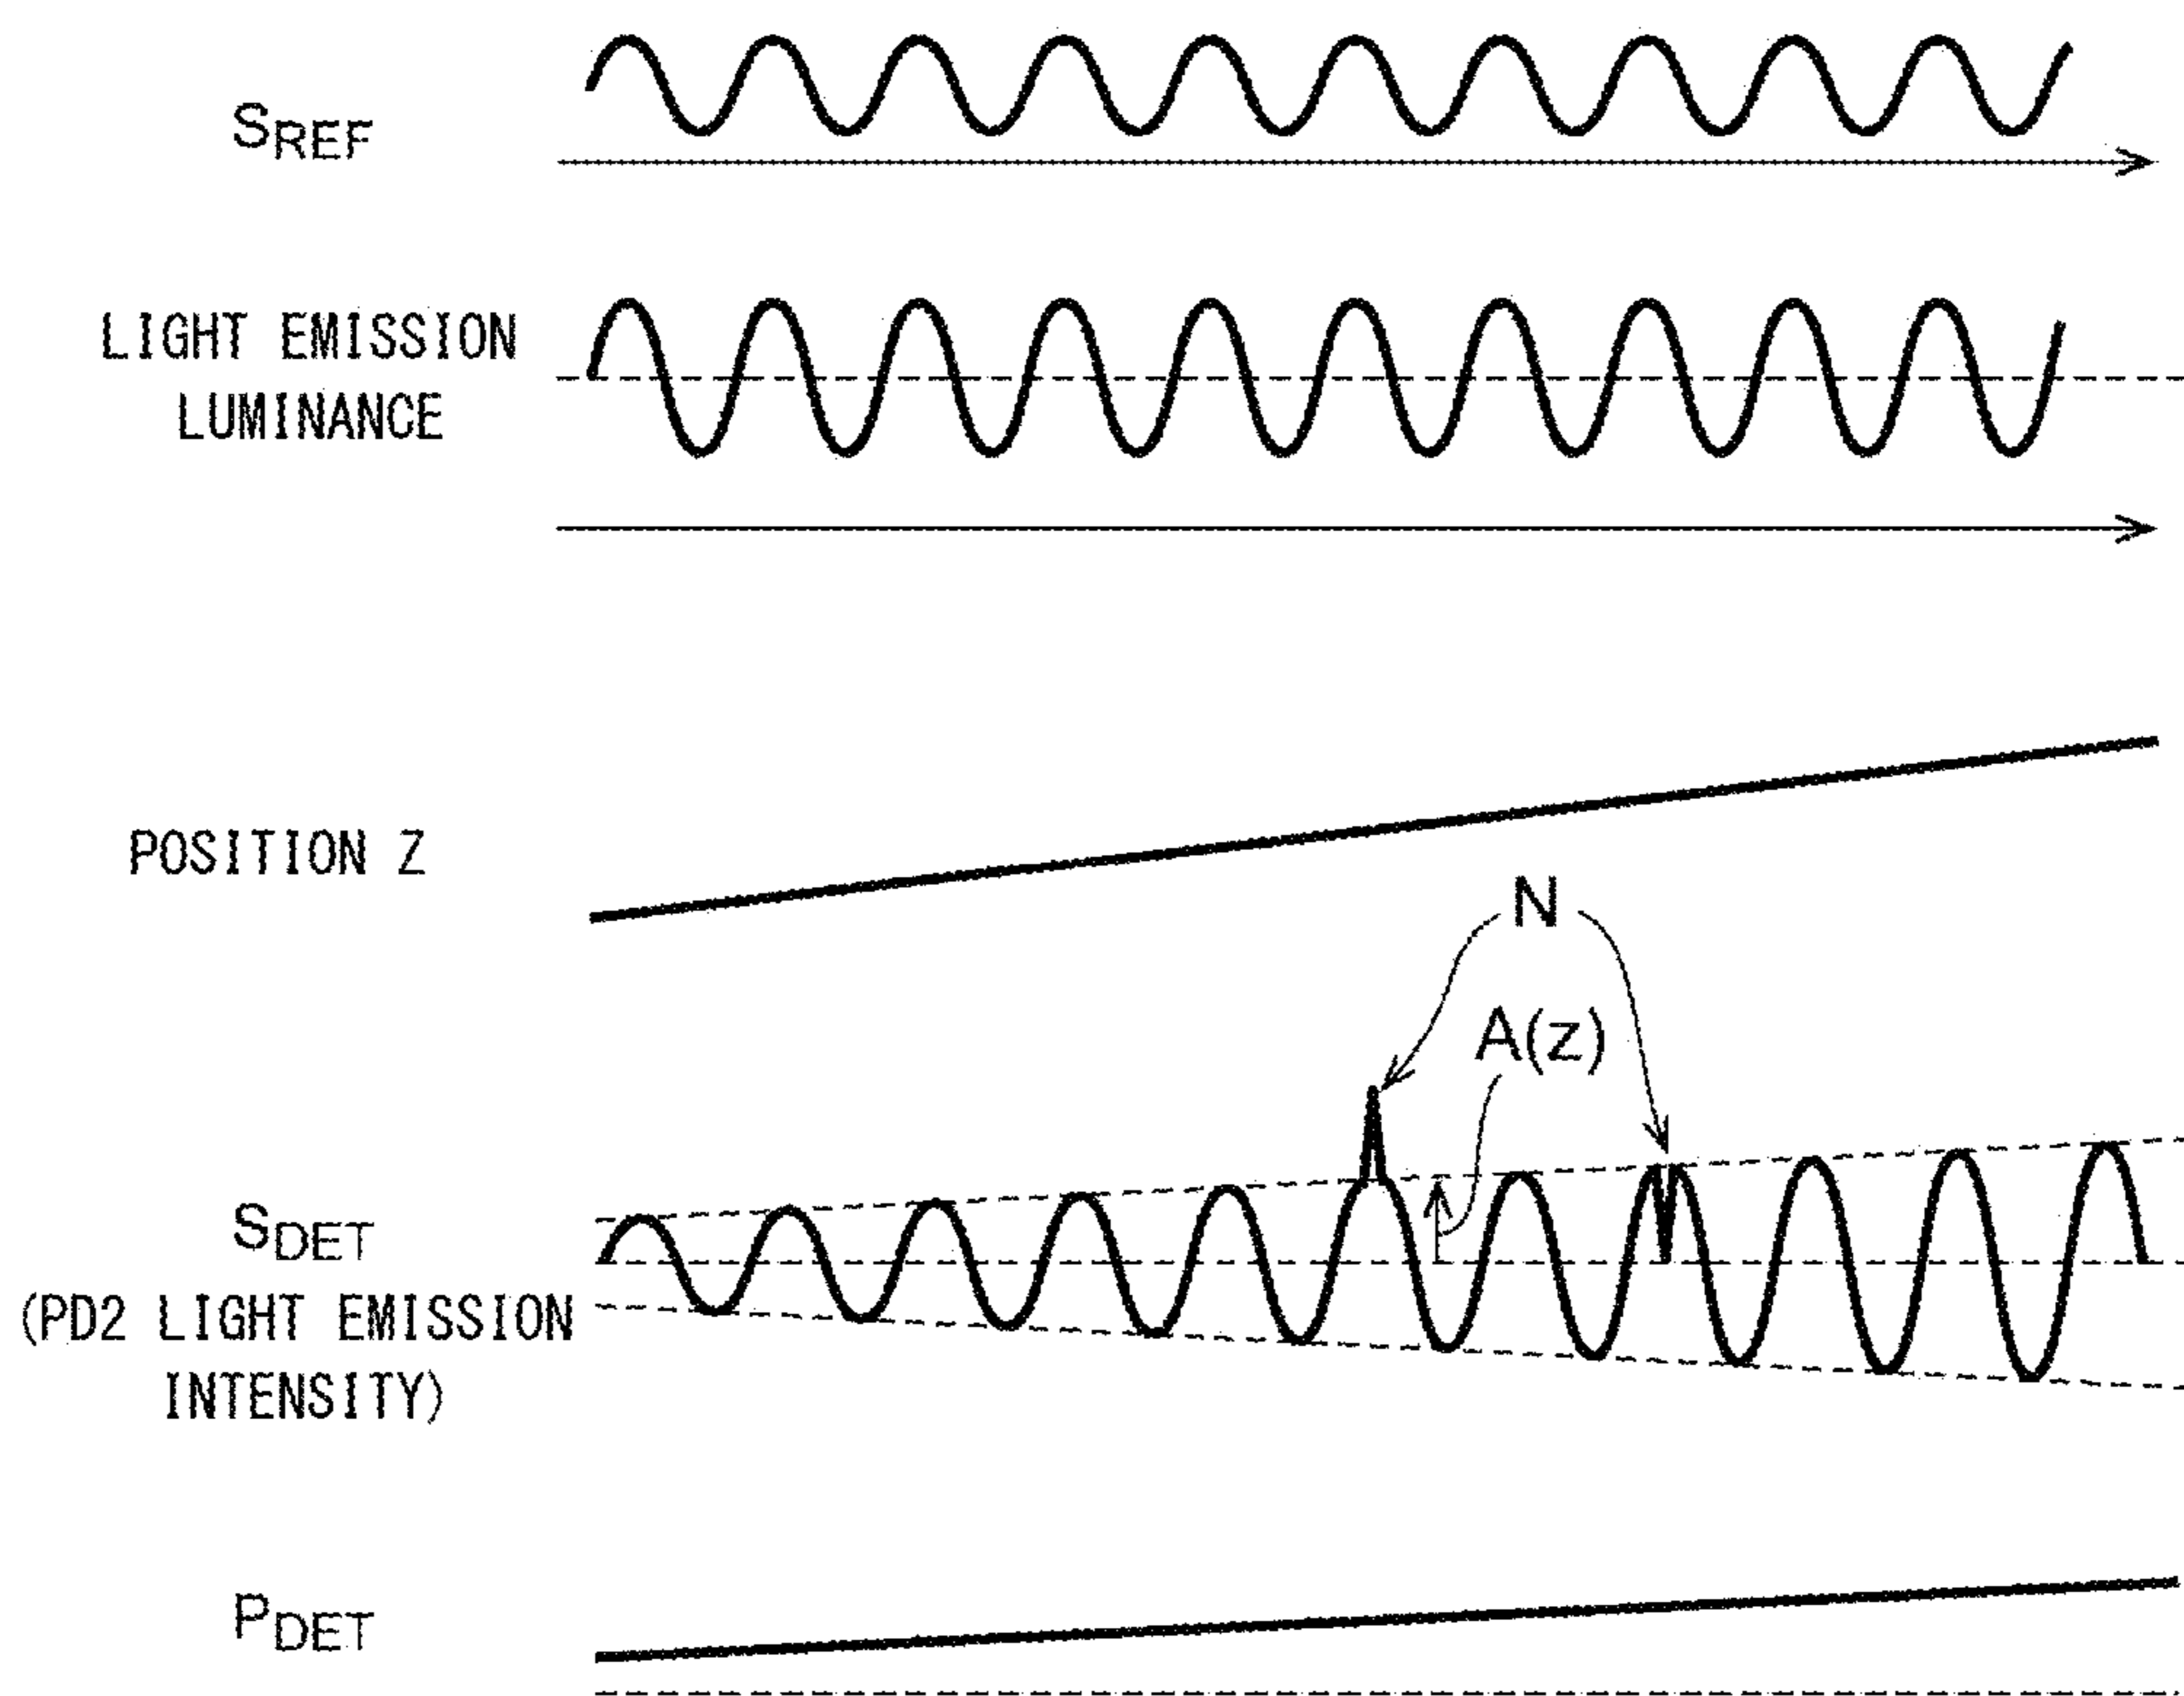 SREF
LIGHT EMISSION
LUMINANCE
POSITION Z
N
A(z)
SDET
(PD2 LIGHT EMISSION
INTENSITY)
PDET